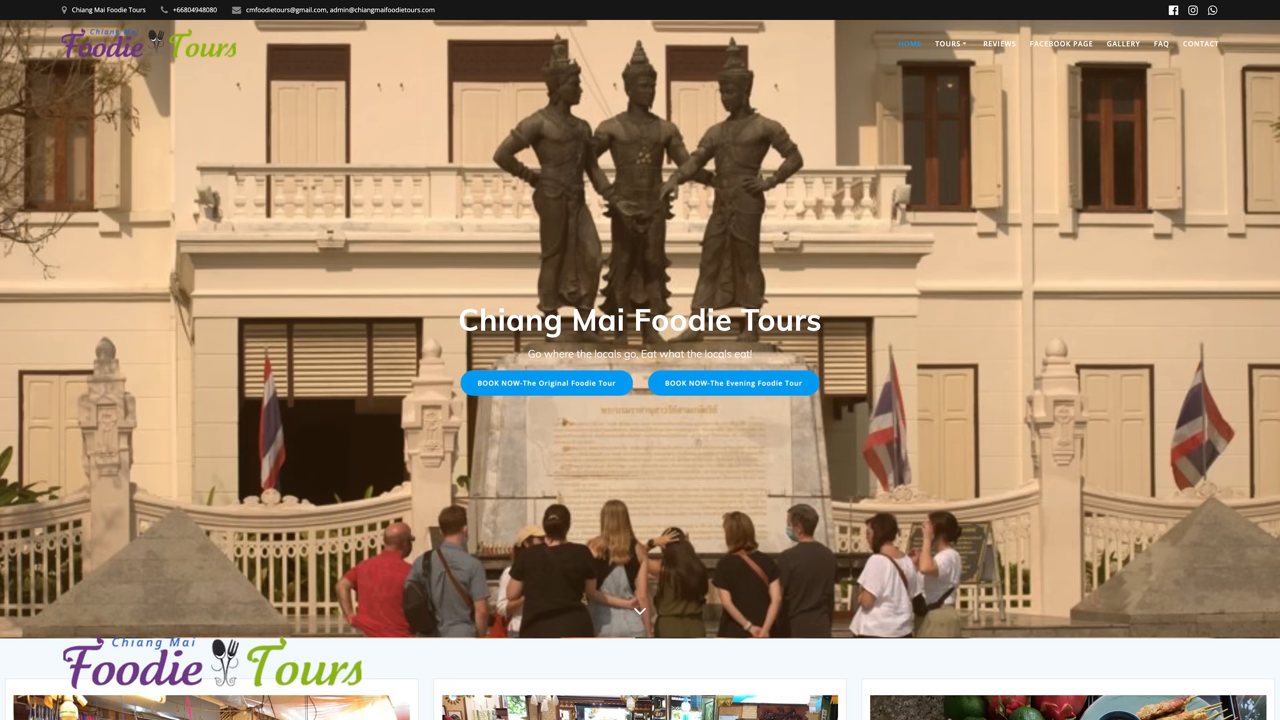 Chiang Mai Foodie Tours
+66804948080
cmfoodietours@gmail.com, admin@chiangmaifoodietours.com
Chiang Mai
Foodie Tours
HOME
TOURS
REVIEWS
FACEBOOK PAGE
GALLERY
FAQ
CONTACT
Chiang Mai Foodie Tours
Go where the locals go, Eat what the locals eat!
BOOK NOW-The Original Foodie Tour
BOOK NOW-The Evening Foodie Tour
Chiang Mai
Foodie Tours